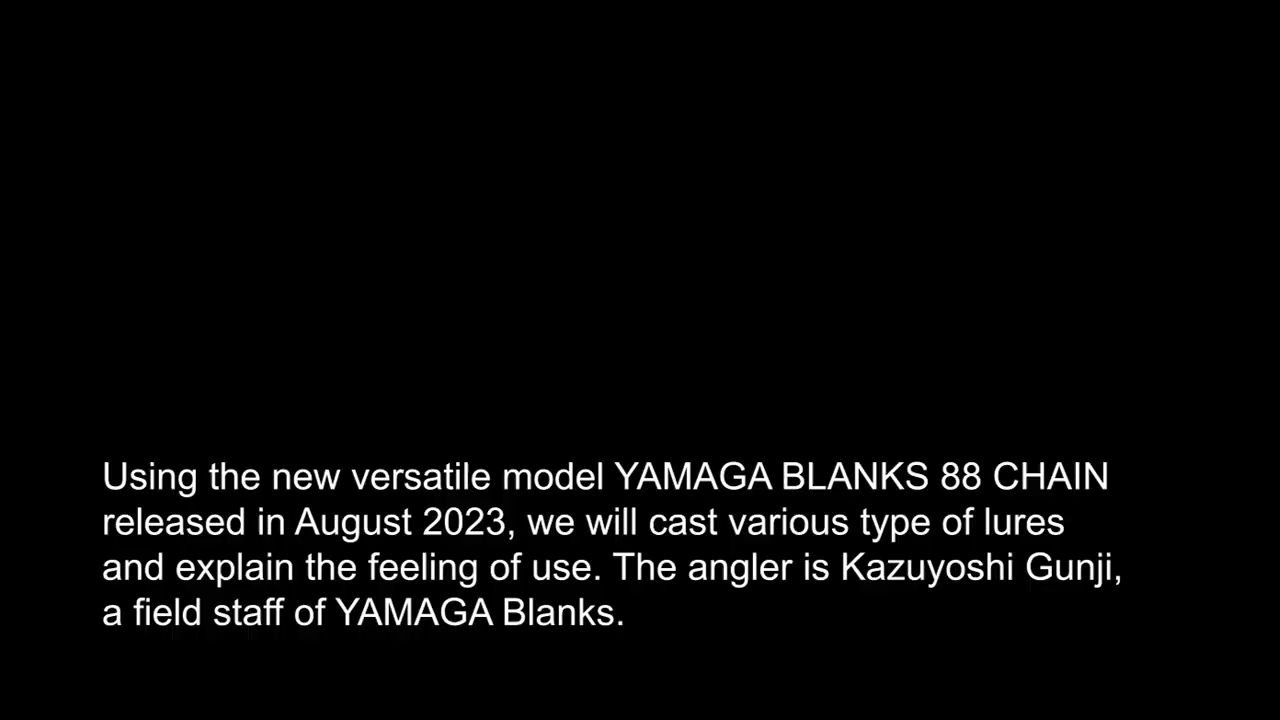 Using the new versatile model YAMAGA BLANKS 88 CHAIN
released in August 2023, we will cast various type of lures
and explain the feeling of use. The angler is Kazuyoshi Gunji,
a field staff of YAMAGA Blanks.